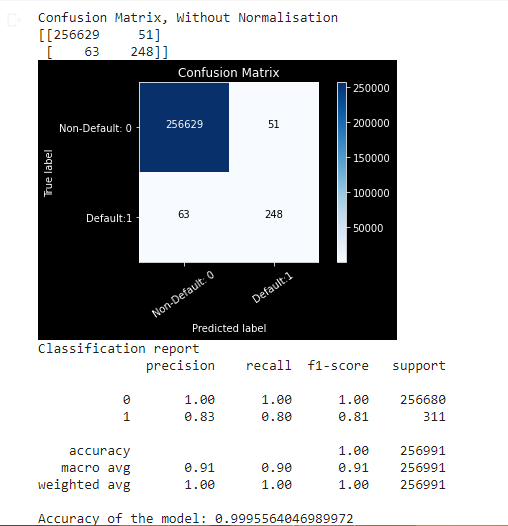 Confusion Matrix, Without Normalisation
[[256629     51]
 [    63    248]]
Confusion Matrix
Non-Default: 0
Default:1
True label
256629 51
63 248
250000
200000
150000
100000
50000
Non-Default: 0
Default:1
Predicted label
Classification report
precision    recall  f1-score   support
0       1.00      1.00      1.00    256680
1       0.83      0.80      0.81       311
accuracy                           1.00    256991
macro avg       0.91      0.90      0.91    256991
weighted avg       1.00      1.00      1.00    256991
Accuracy of the model: 0.9995564046989972